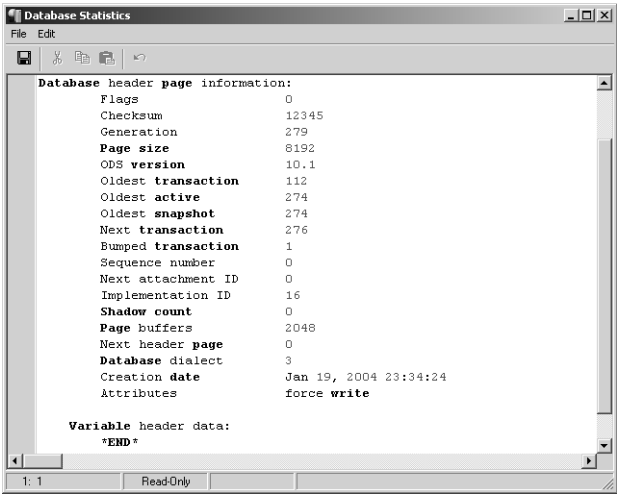 Database Statistics
File Edit
Database header page information:
Flags 0
Checksum 12345
Generation 279
Page size 8192
ODS version 10.1
Oldest transaction 112
Oldest active 274
Oldest snapshot 274
Next transaction 276
Bumped transaction 1
Sequence number 0
Next attachment ID 0
Implementation ID 16
Shadow count 0
Page buffers 2048
Next header page 0
Database dialect 3
Creation date Jan 19, 2004 23:34:24
Attributes force write
Variable header data:
*END*
1: 1 Read-Only